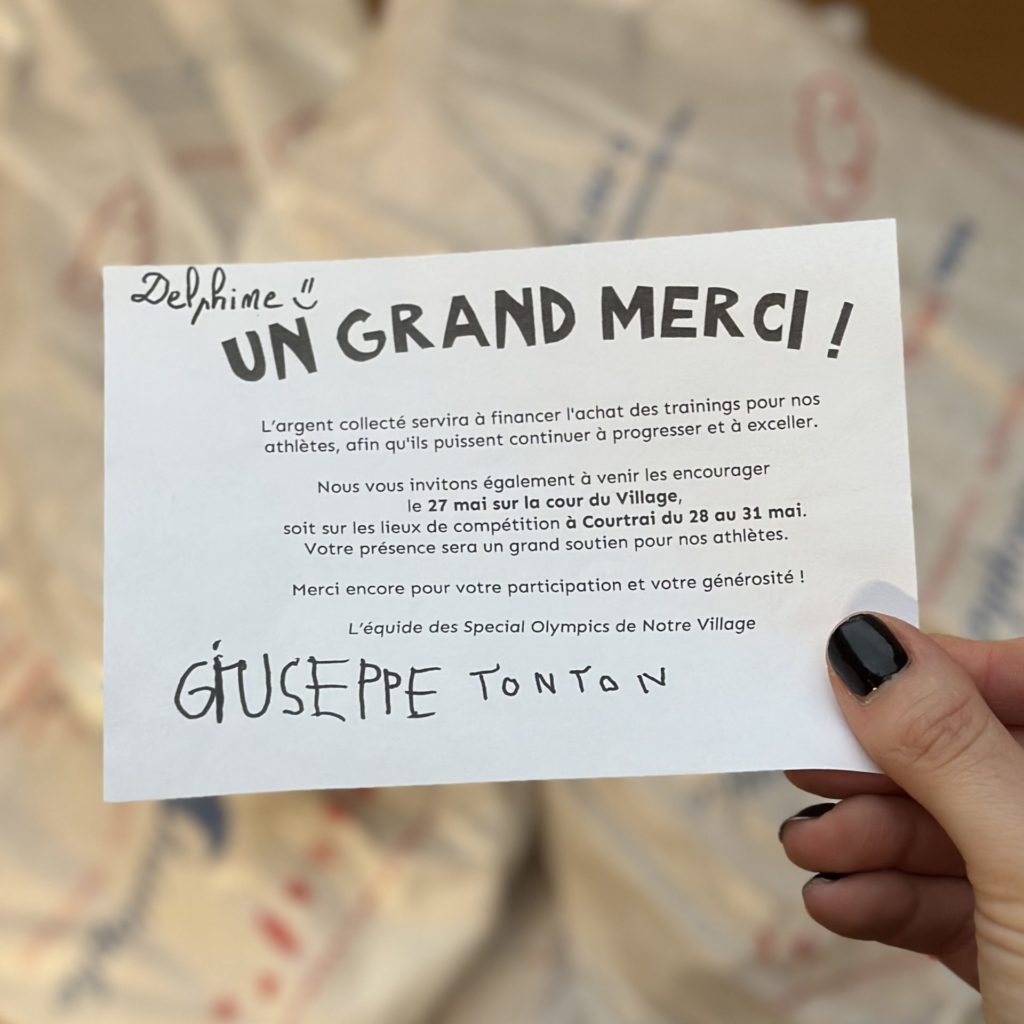 Delphine
UN GRAND MERCI !
L'argent collecté servira à financer l'achat des trainings pour nos
athlètes, afin qu'ils puissent continuer à progresser et à exceller.
Nous vous invitons également à venir les encourager
le 27 mai sur la cour du Village,
soit sur les lieux de compétition à Courtrai du 28 au 31 mai.
Votre présence sera un grand soutien pour nos athlètes.
Merci encore pour votre participation et votre générosité !
L'équide des Special Olympics de Notre Village
GIUSEPPE TONTON